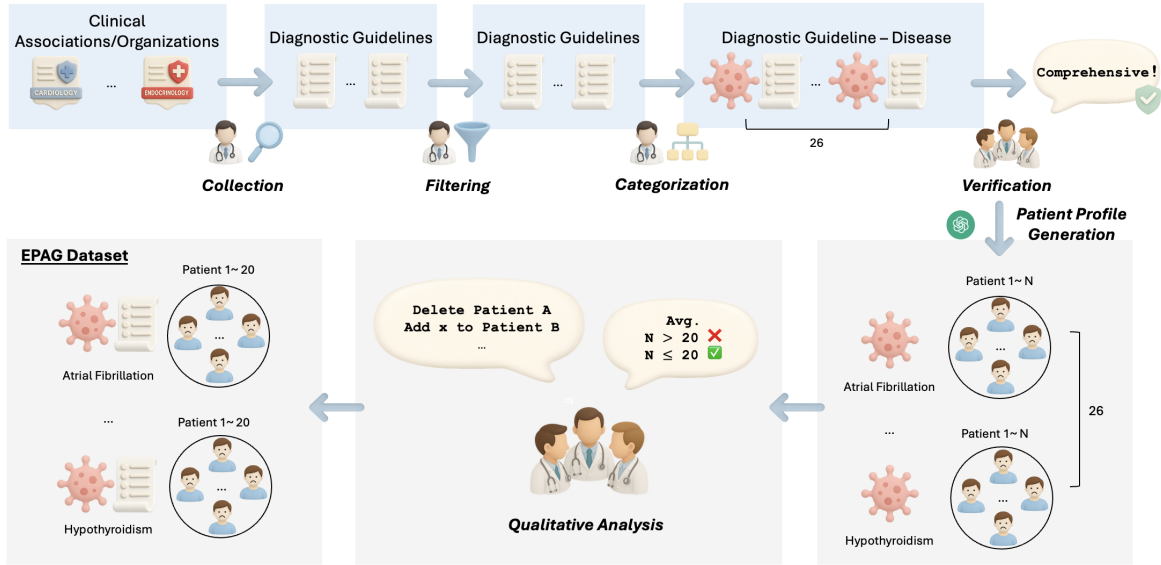 Clinical
Associations/Organizations
CARDIOLOGY
...
ENDOCRINOLOGY
Diagnostic Guidelines
...
Diagnostic Guidelines
...
Diagnostic Guideline – Disease
...
26
Comprehensive!
Collection
Filtering
Categorization
Verification
Patient Profile
Generation
EPAG Dataset
Patient 1~ 20
...
Atrial Fibrillation
...
Patient 1~ 20
...
Hypothyroidism
Delete Patient A
Add x to Patient B
...
Avg.
N > 20 ❌
N ≤ 20 ✅
Qualitative Analysis
Patient 1~ N
...
Atrial Fibrillation
...
26
Patient 1~ N
...
Hypothyroidism